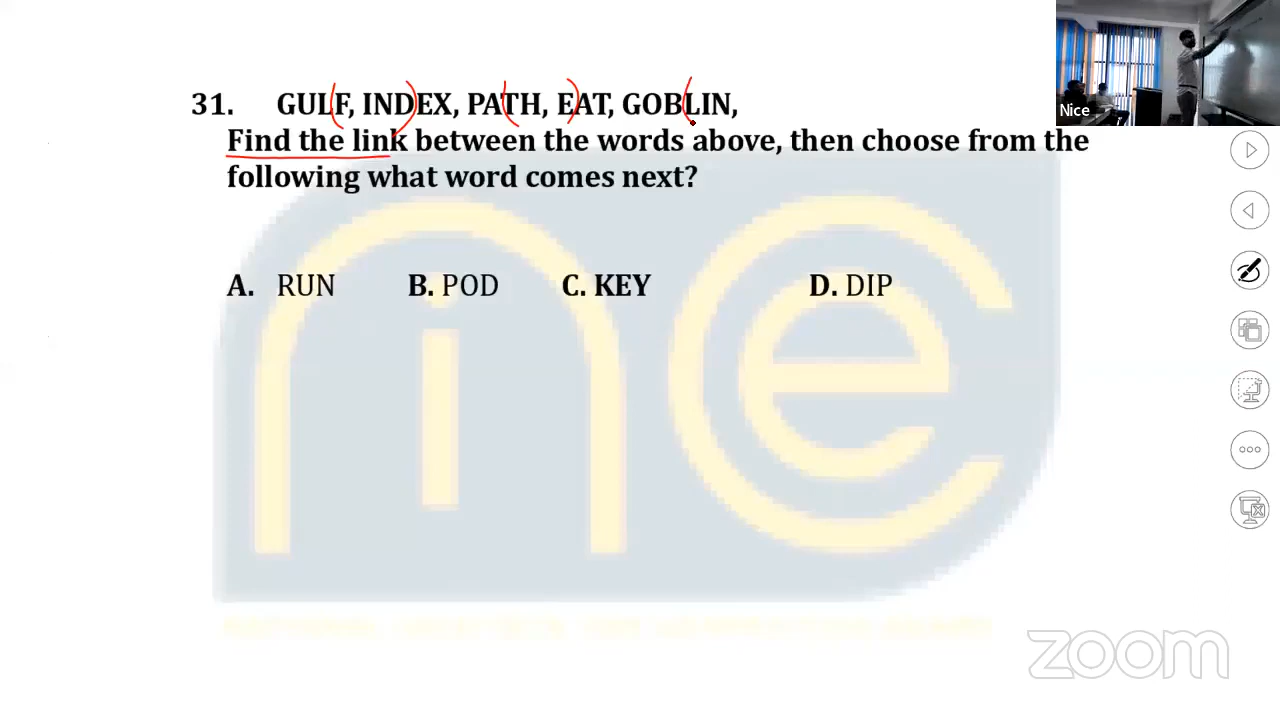 31. GULF, INDEX, PATH, EAT, GOBLIN,
Find the link between the words above, then choose from the
following what word comes next?
A. RUN B. POD C. KEY D. DIP
Nice
zoom